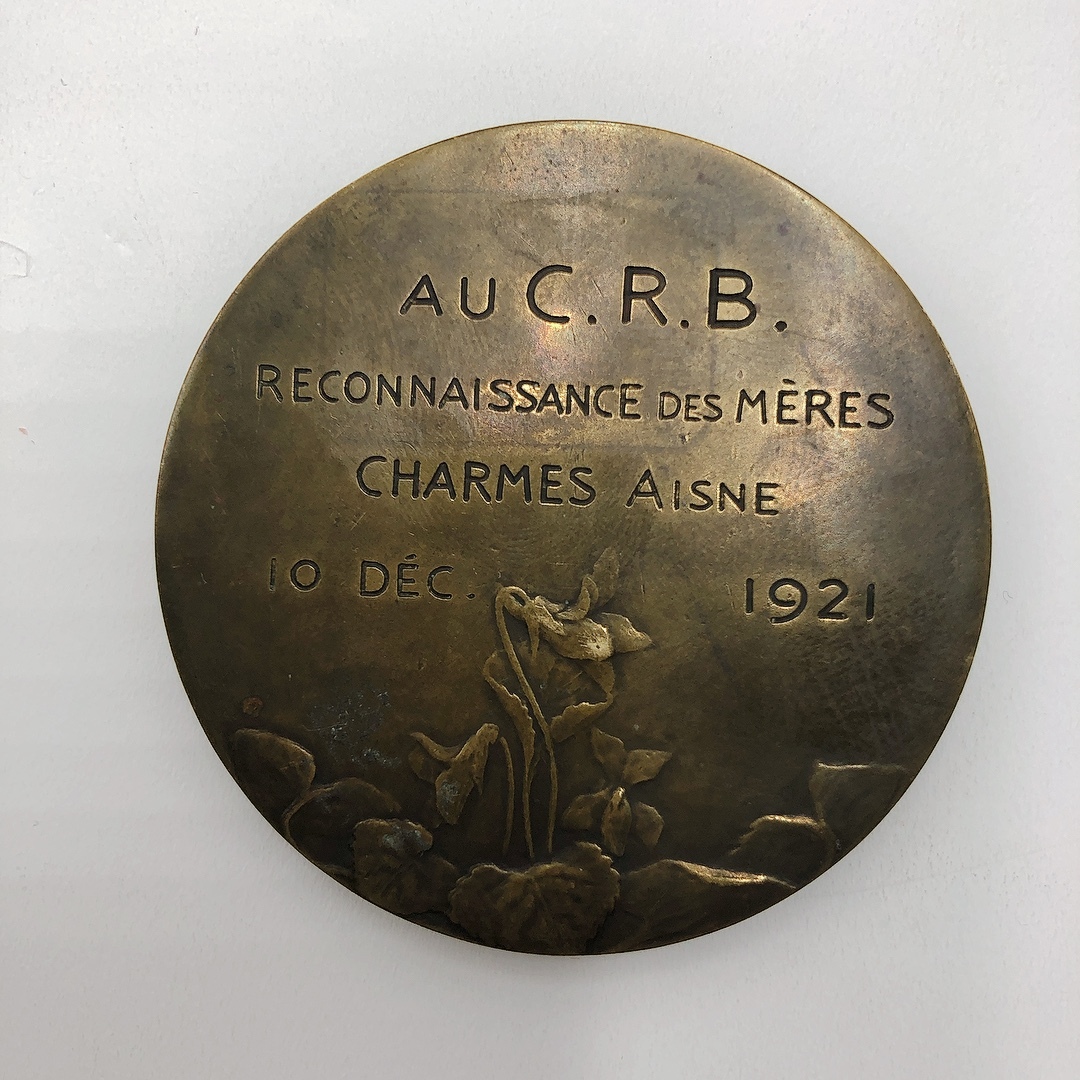 AU C.R.B.
RECONNAISSANCE DES MÈRES
CHARMES AISNE
10 DÉC. 1921